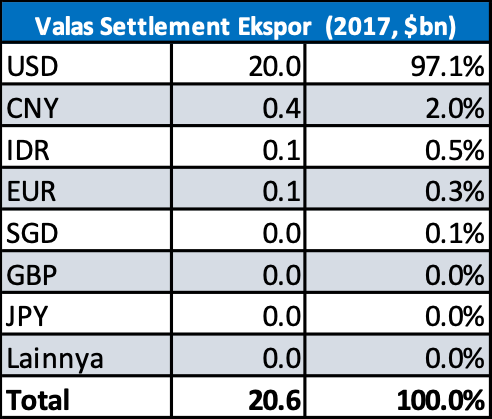 Valas Settlement Ekspor (2017, $bn)
USD 20.0 97.1%
CNY 0.4 2.0%
IDR 0.1 0.5%
EUR 0.1 0.3%
SGD 0.0 0.1%
GBP 0.0 0.0%
JPY 0.0 0.0%
Lainnya 0.0 0.0%
Total 20.6 100.0%